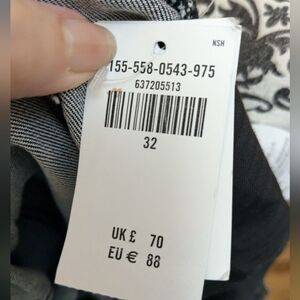 NSH
155-558-0543-975
637205513
32
UK £ 70
EU € 88